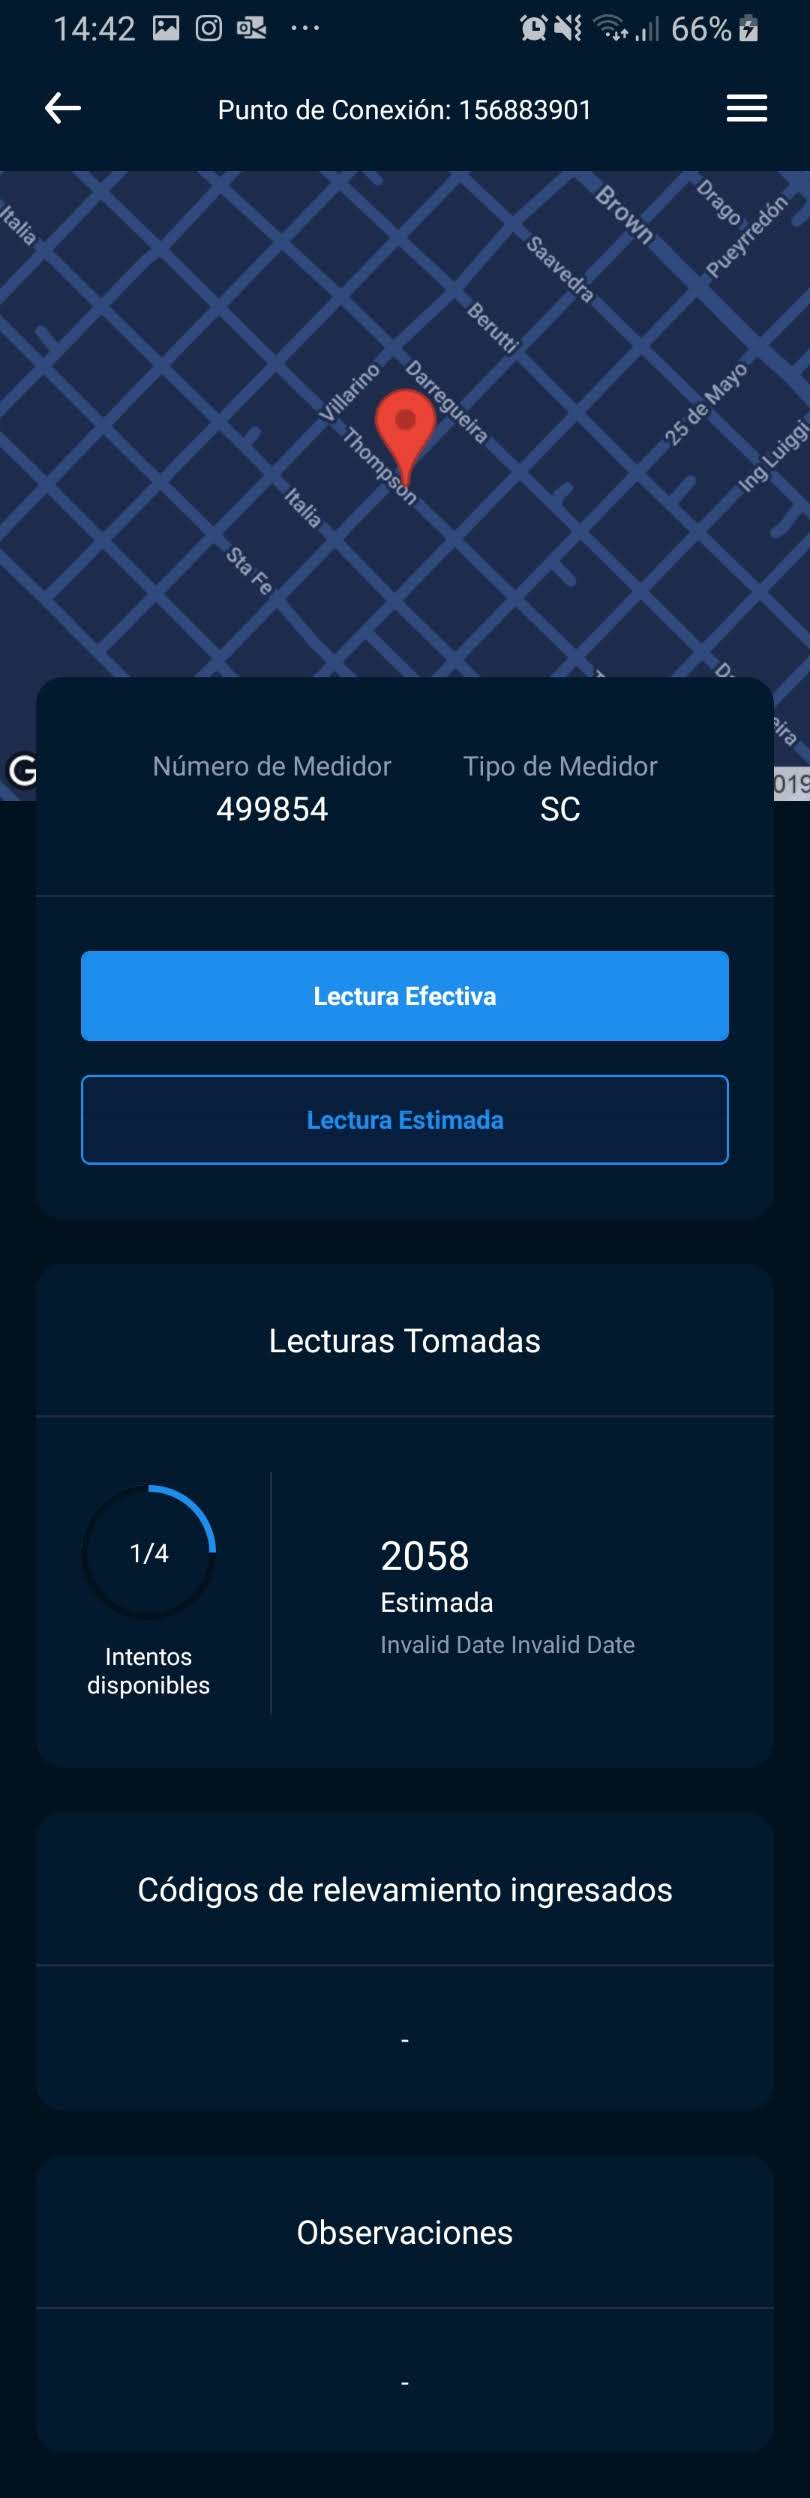 14:42
66%
Punto de Conexión: 156883901
Italia
Brown
Drago
Pueyrredón
Saavedra
Berutti
Villarino
Darregueira
25 de Mayo
Thompson
Ing Luiggi
Italia
Sta Fe
G
019
Número de Medidor
Tipo de Medidor
499854
SC
Lectura Efectiva
Lectura Estimada
Lecturas Tomadas
1/4
Intentos
disponibles
2058
Estimada
Invalid Date Invalid Date
Códigos de relevamiento ingresados
-
Observaciones
-